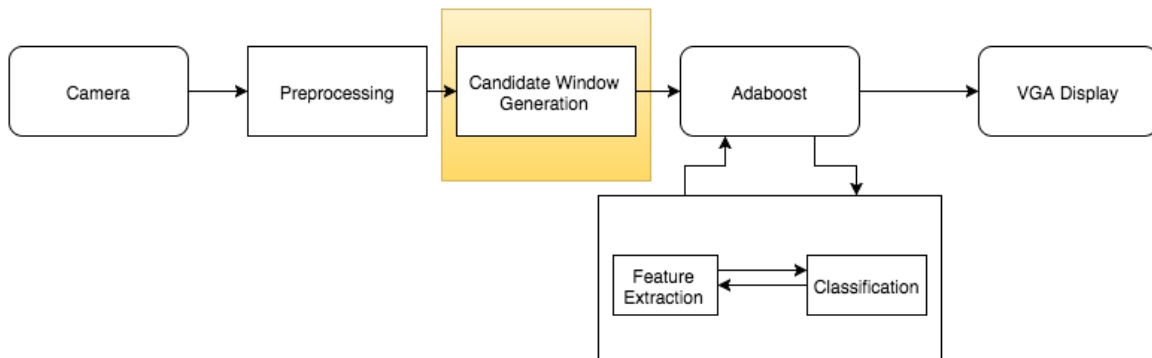 Camera
Preprocessing
Candidate Window
Generation
Adaboost
VGA Display
Feature
Extraction
Classification